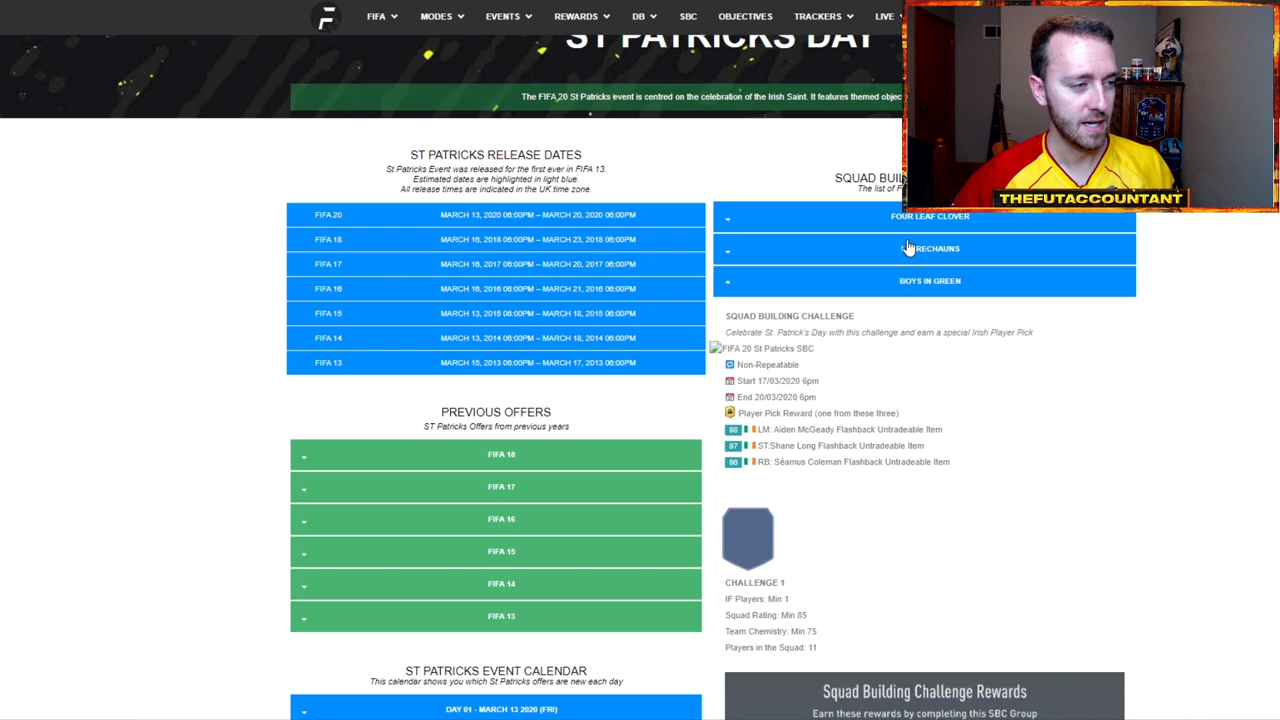 FIFA
MODES
EVENTS
REWARDS
DB
SBC
OBJECTIVES
TRACKERS
LIVE
ST PATRICKS DAY
The FIFA 20 St Patricks event is centred on the celebration of the Irish Saint. It features themed objec
THEFUTACCOUNTANT
ST PATRICKS RELEASE DATES
St Patricks Event was released for the first ever in FIFA 13.
Estimated dates are highlighted in light blue.
All release times are indicated in the UK time zone.
FIFA 20 MARCH 13, 2020 06:00PM – MARCH 20, 2020 06:00PM
FIFA 18 MARCH 16, 2018 06:00PM – MARCH 23, 2018 06:00PM
FIFA 17 MARCH 16, 2017 06:00PM – MARCH 20, 2017 06:00PM
FIFA 16 MARCH 16, 2016 06:00PM – MARCH 21, 2016 06:00PM
FIFA 15 MARCH 13, 2015 06:00PM – MARCH 18, 2015 06:00PM
FIFA 14 MARCH 13, 2014 06:00PM – MARCH 18, 2014 06:00PM
FIFA 13 MARCH 15, 2013 06:00PM – MARCH 17, 2013 06:00PM
PREVIOUS OFFERS
ST Patricks Offers from previous years
FIFA 18
FIFA 17
FIFA 16
FIFA 15
FIFA 14
FIFA 13
ST PATRICKS EVENT CALENDAR
This calendar shows you which St Patricks offers are new each day
DAY 01 - MARCH 13 2020 (FRI)
SQUAD BUIL
The list of F
FOUR LEAF CLOVER
RECHAUNS
BOYS IN GREEN
SQUAD BUILDING CHALLENGE
Celebrate St. Patrick's Day with this challenge and earn a special Irish Player Pick
FIFA 20 St Patricks SBC
Non-Repeatable
Start 17/03/2020 6pm
End 20/03/2020 6pm
Player Pick Reward (one from these three)
88 LM: Aiden McGeady Flashback Untradeable Item
87 ST:Shane Long Flashback Untradeable Item
86 RB: Séamus Coleman Flashback Untradeable Item
CHALLENGE 1
IF Players: Min 1
Squad Rating: Min 85
Team Chemistry: Min 75
Players in the Squad: 11
Squad Building Challenge Rewards
Earn these rewards by completing this SBC Group